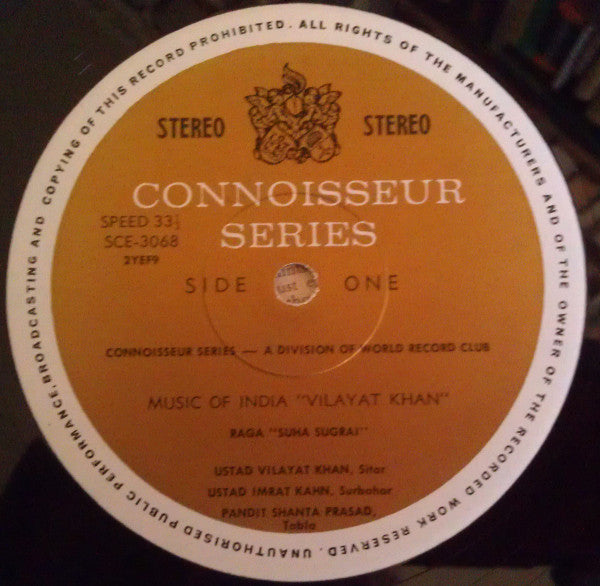 ALL RIGHTS OF THE MANUFACTURERS AND OF THE OWNER OF THE RECORDED WORK RESERVED. UNAUTHORISED PUBLIC PERFORMANCE. BROADCASTING AND COPYING OF THIS RECORD PROHIBITED.
STEREO STEREO
CONNOISSEUR
SERIES
SPEED 33⅓
SCE-3068
2YEF9
SIDE ONE
CONNOISSEUR SERIES — A DIVISION OF WORLD RECORD CLUB
MUSIC OF INDIA "VILAYAT KHAN"
RAGA "SUHA SUGRAI"
USTAD VILAYAT KHAN, Sitar
USTAD IMRAT KAHN, Surbahar
PANDIT SHANTA PRASAD,
Tabla